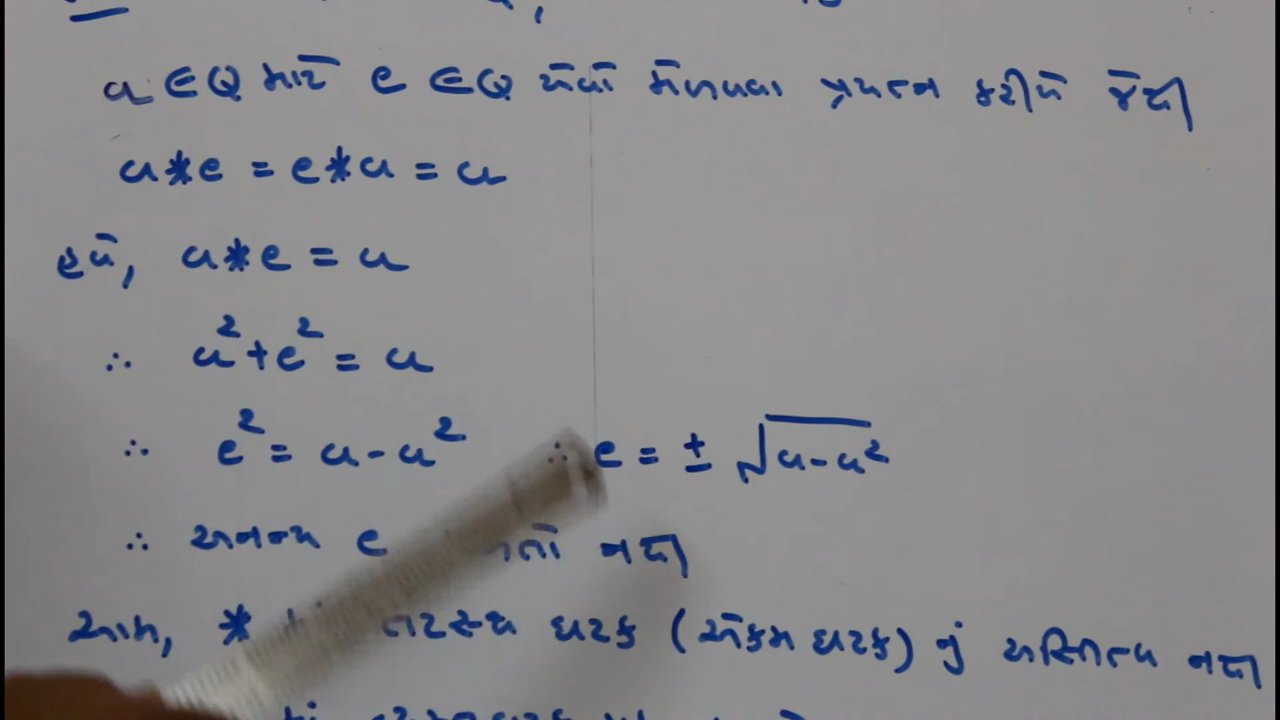 a ∈ Q માટે e ∈ Q એવો મેળવવા પ્રયત્ન કરીએ જેથી
a * e = e * a = a
હવે, a * e = a
∴ a² + e² = a
∴ e² = a - a² ∴ e = ± √a - a²
∴ અનન્ય e નથી
આમ, * તટસ્થ ઘટક (એકમ ઘટક) નું અસ્તિત્વ નથી